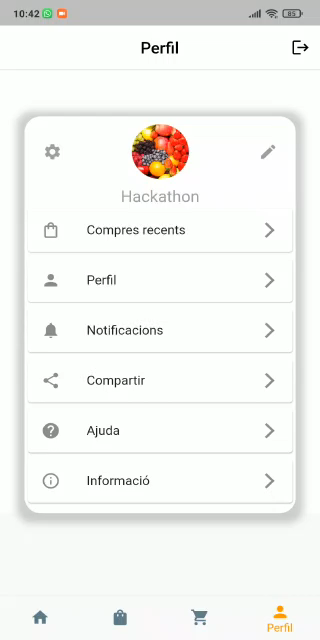 10:42
85
Perfil
Hackathon
Compres recents
Perfil
Notificacions
Compartir
Ajuda
Informació
Perfil